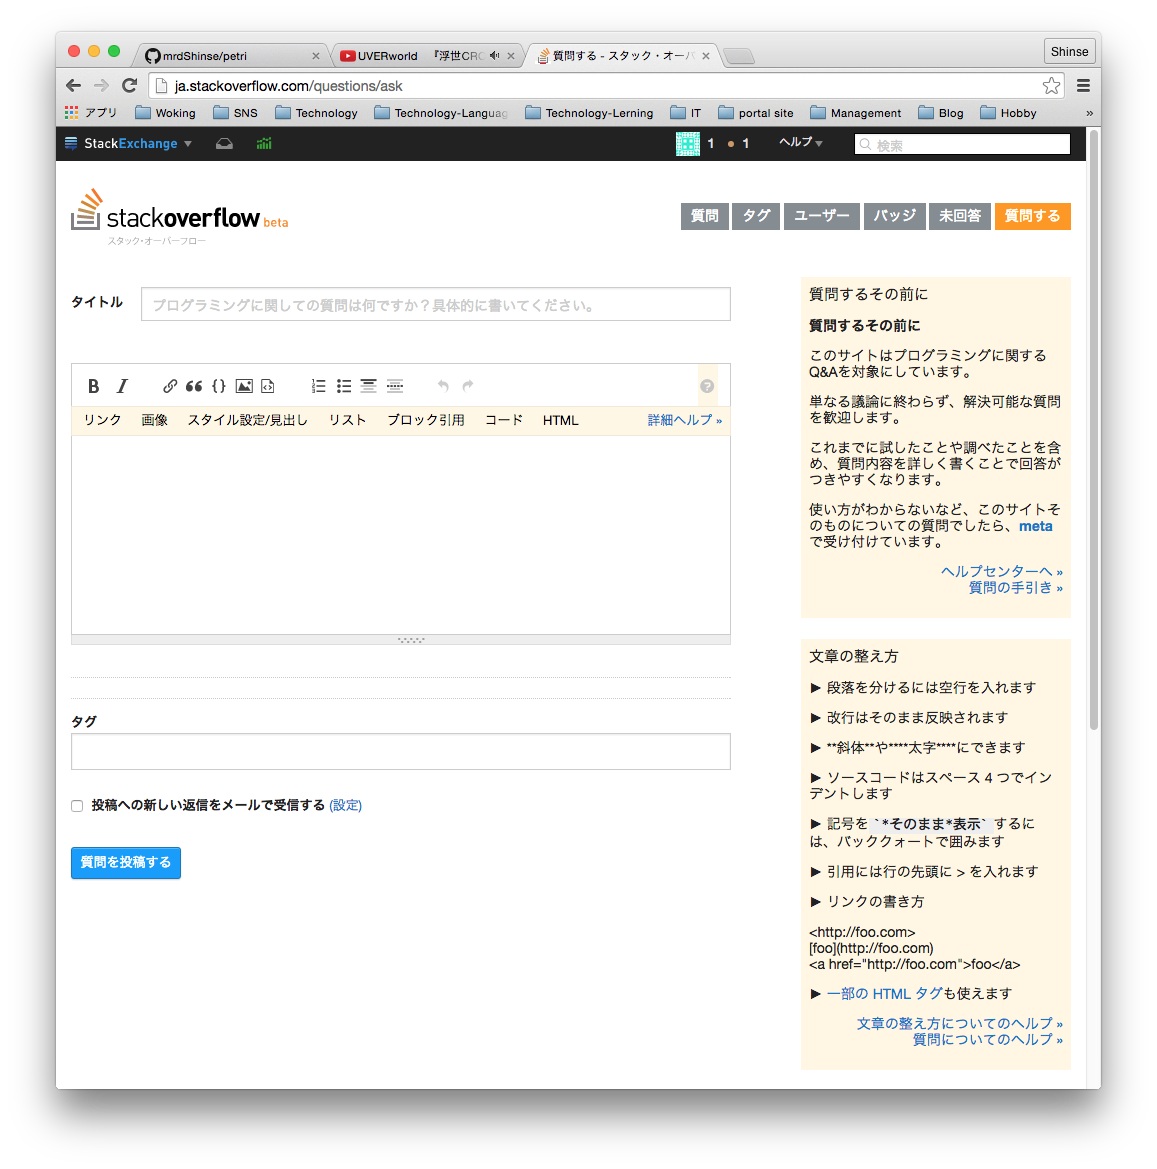 mrdShinse/petri
UVERworld 『浮世CRO
質問する - スタック・オーバ
Shinse
ja.stackoverflow.com/questions/ask
アプリ Woking SNS Technology Technology-Languag Technology-Lerning IT portal site Management Blog Hobby »
StackExchange 1 1 ヘルプ 検索
stackoverflow beta
スタック・オーバーフロー
質問 タグ ユーザー バッジ 未回答 質問する
タイトル プログラミングに関しての質問は何ですか？具体的に書いてください。
B I
リンク 画像 スタイル設定/見出し リスト ブロック引用 コード HTML 詳細ヘルプ »
タグ
投稿への新しい返信をメールで受信する (設定)
質問を投稿する
質問するその前に
質問するその前に
このサイトはプログラミングに関する
Q&Aを対象にしています。
単なる議論に終わらず、解決可能な質問
を歓迎します。
これまでに試したことや調べたことを含
め、質問内容を詳しく書くことで回答が
つきやすくなります。
使い方がわからないなど、このサイトそ
のものについての質問でしたら、meta
で受け付けています。
ヘルプセンターへ »
質問の手引き »
文章の整え方
► 段落を分けるには空行を入れます
► 改行はそのまま反映されます
► **斜体**や****太字****にできます
► ソースコードはスペース 4 つでイン
デントします
► 記号を `*そのまま*表示` するに
は、バッククォートで囲みます
► 引用には行の先頭に > を入れます
► リンクの書き方
<http://foo.com>
[foo](http://foo.com)
<a href="http://foo.com">foo</a>
► 一部の HTML タグも使えます
文章の整え方についてのヘルプ »
質問についてのヘルプ »